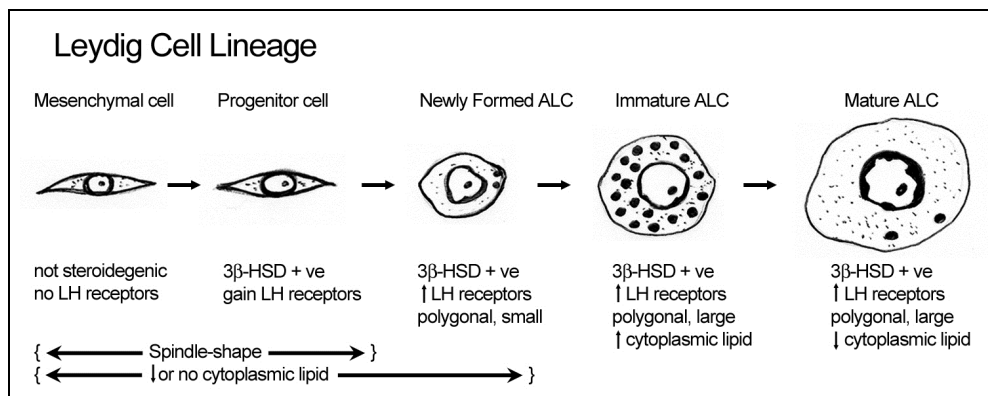 Leydig Cell Lineage
Mesenchymal cell
Progenitor cell
Newly Formed ALC
Immature ALC
Mature ALC
not steroidegenic
no LH receptors
3β-HSD + ve
gain LH receptors
3β-HSD + ve
↑ LH receptors
polygonal, small
3β-HSD + ve
↑ LH receptors
polygonal, large
↑ cytoplasmic lipid
3β-HSD + ve
↑ LH receptors
polygonal, large
↓ cytoplasmic lipid
{ Spindle-shape }
{ ↓or no cytoplasmic lipid }